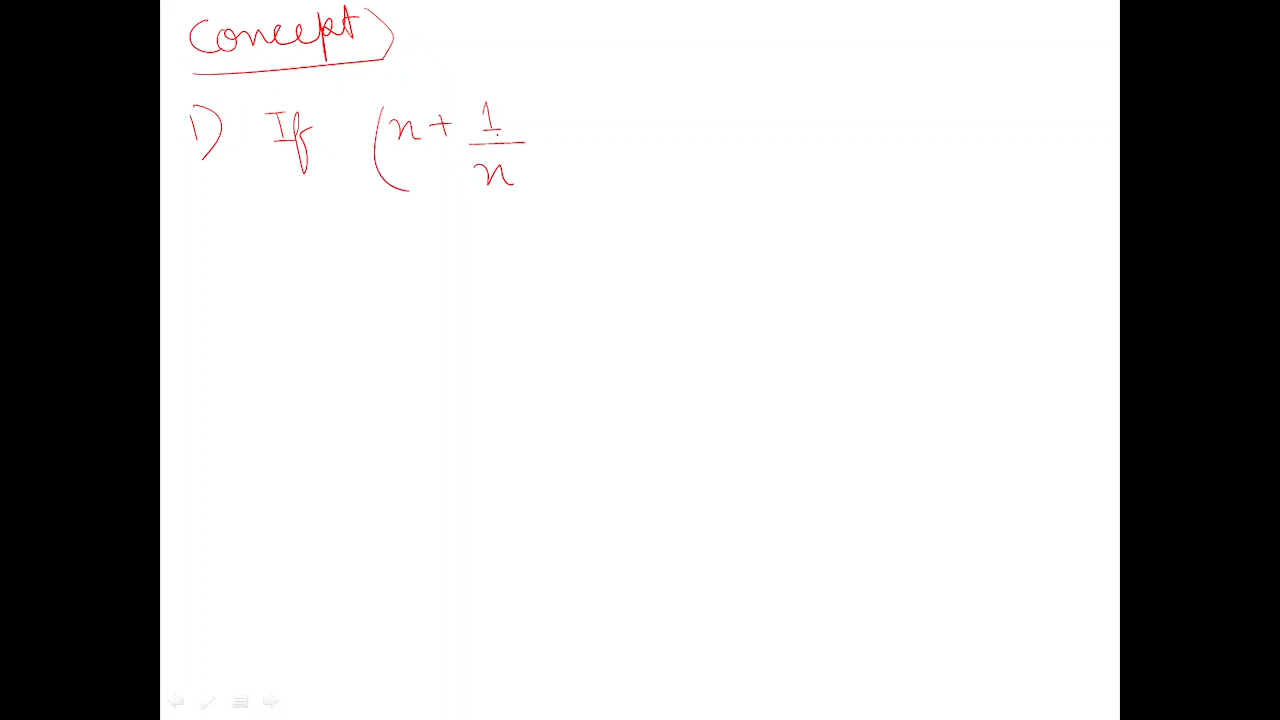 Concept)
1) If (n + 1/n